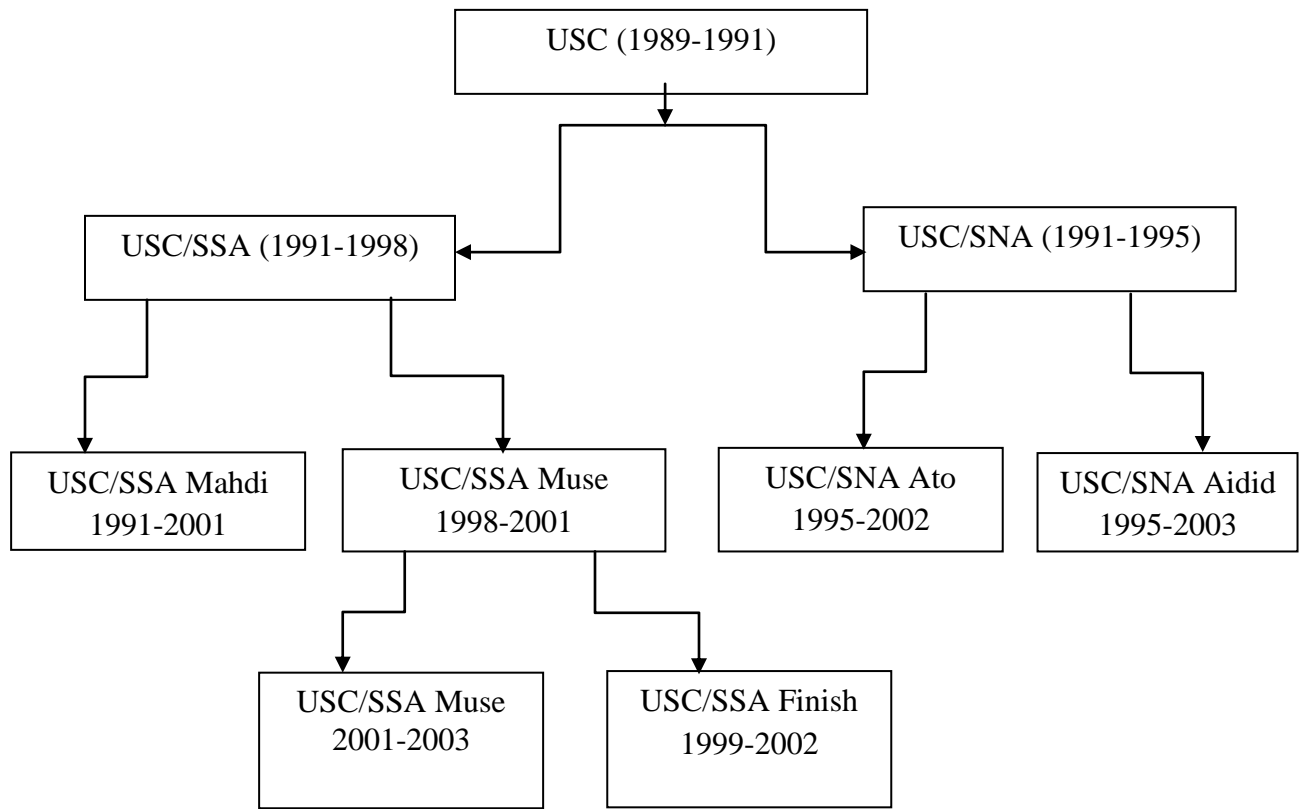 USC (1989-1991)
USC/SSA (1991-1998)
USC/SNA (1991-1995)
USC/SSA Mahdi
1991-2001
USC/SSA Muse
1998-2001
USC/SNA Ato
1995-2002
USC/SNA Aidid
1995-2003
USC/SSA Muse
2001-2003
USC/SSA Finish
1999-2002